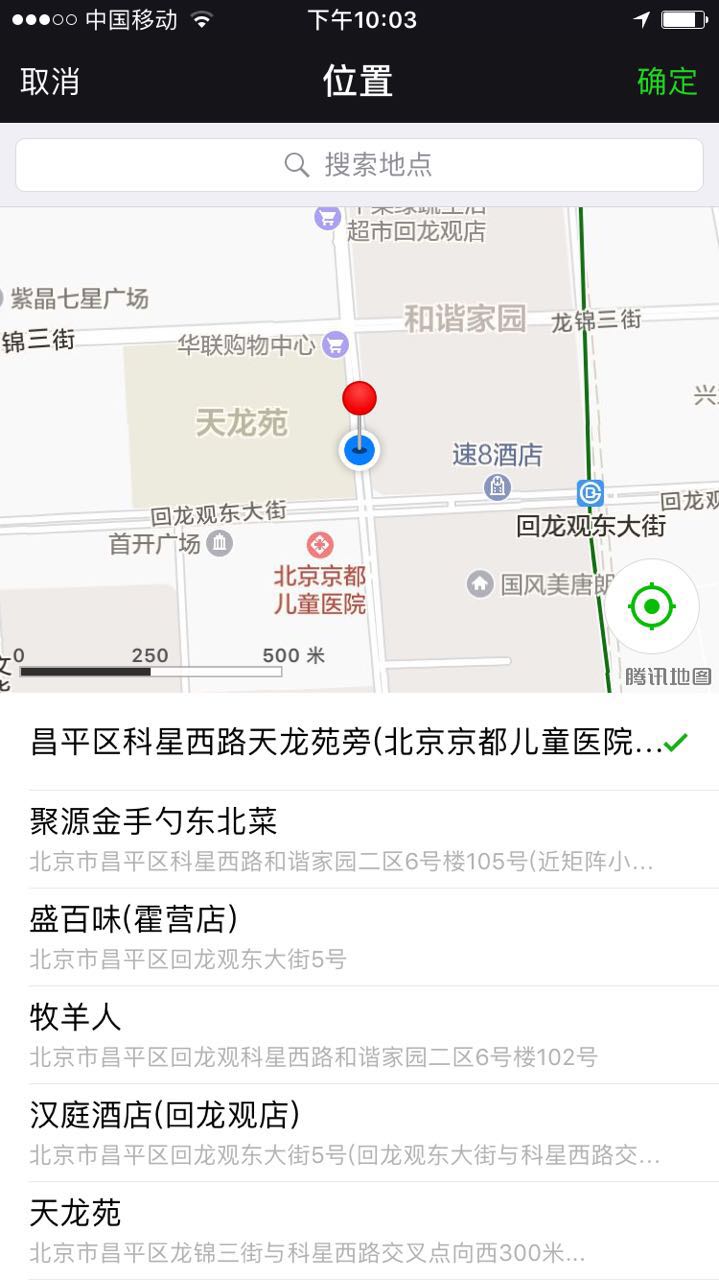 中国移动 下午10:03
取消 位置 确定
搜索地点
超市回龙观店
紫晶七星广场
和谐家园
龙锦三街
锦三街
华联购物中心
兴
天龙苑
速8酒店
回龙观东大街
回龙观
回龙观东大街
首开广场
北京京都
儿童医院
国风美唐朗
0 250 500 米
腾讯地图
昌平区科星西路天龙苑旁(北京京都儿童医院...
聚源金手勺东北菜
北京市昌平区科星西路和谐家园二区6号楼105号(近矩阵小...
盛百味(霍营店)
北京市昌平区回龙观东大街5号
牧羊人
北京市昌平区回龙观科星西路和谐家园二区6号楼102号
汉庭酒店(回龙观店)
北京市昌平区回龙观东大街5号(回龙观东大街与科星西路交...
天龙苑
北京市昌平区龙锦三街与科星西路交叉点向西300米...